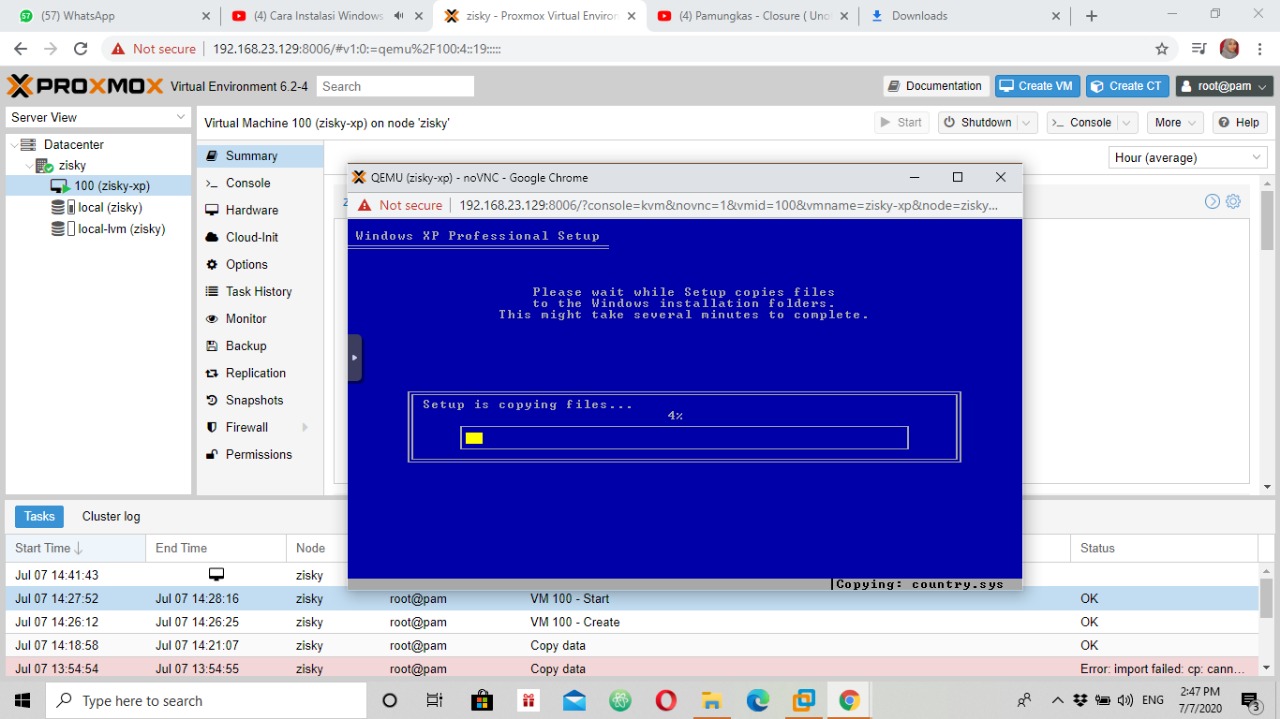 (57) WhatsApp
(4) Cara Instalasi Windows
zisky - Proxmox Virtual Environ
(4) Pamungkas - Closure ( Uno
Downloads
Not secure
192.168.23.129:8006/#v1:0:=qemu%2F100:4::19:::::
PROXMOX Virtual Environment 6.2-4
Search
Documentation
Create VM
Create CT
root@pam
Server View
Virtual Machine 100 (zisky-xp) on node 'zisky'
Start
Shutdown
Console
More
Help
Datacenter
zisky
100 (zisky-xp)
local (zisky)
local-lvm (zisky)
Summary
Console
Hardware
Cloud-Init
Options
Task History
Monitor
Backup
Replication
Snapshots
Firewall
Permissions
Hour (average)
QEMU (zisky-xp) - noVNC - Google Chrome
Not secure
192.168.23.129:8006/?console=kvm&novnc=1&vmid=100&vmname=zisky-xp&node=zisky...
Windows XP Professional Setup
Please wait while Setup copies files
to the Windows installation folders.
This might take several minutes to complete.
Setup is copying files...
4%
Copying: country.sys
Tasks
Cluster log
Start Time
End Time
Node
Status
Jul 07 14:41:43 zisky
Jul 07 14:27:52 Jul 07 14:28:16 zisky root@pam VM 100 - Start OK
Jul 07 14:26:12 Jul 07 14:26:25 zisky root@pam VM 100 - Create OK
Jul 07 14:18:58 Jul 07 14:21:07 zisky root@pam Copy data OK
Jul 07 13:54:54 Jul 07 13:54:55 zisky root@pam Copy data Error: import failed: cp: cann...
Type here to search
ENG
2:47 PM
7/7/2020
3